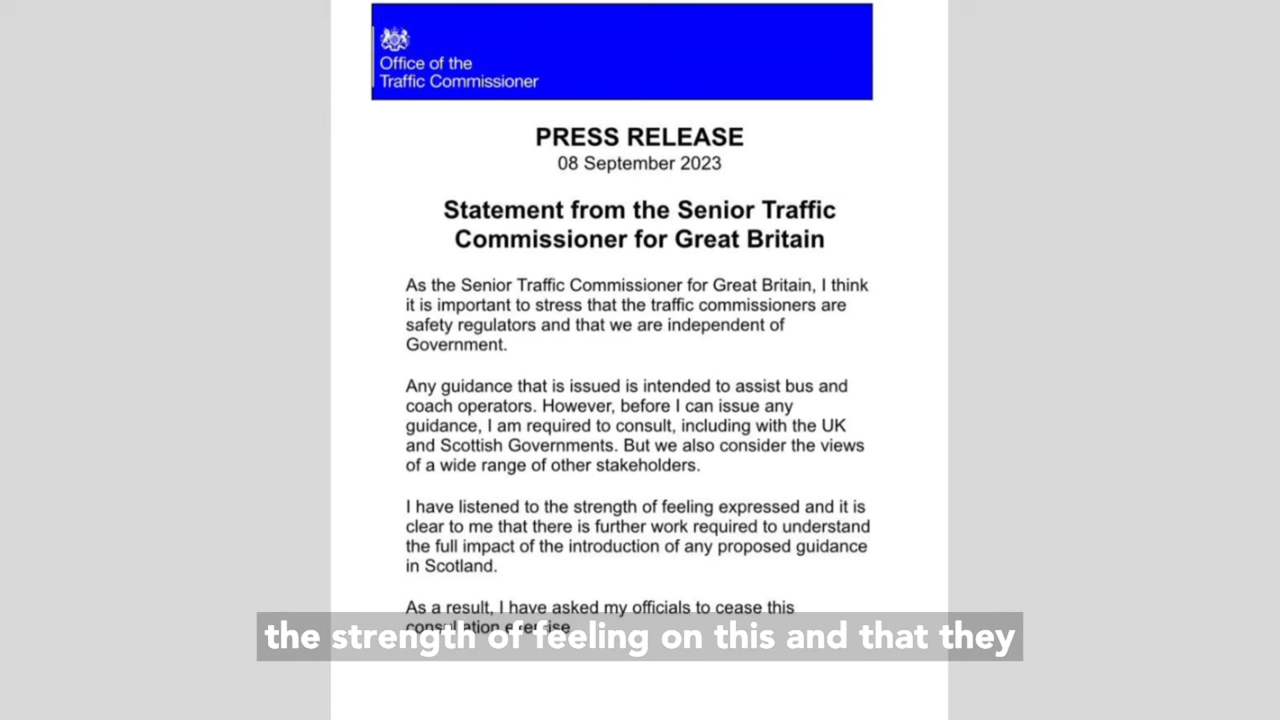 Office of the
Traffic Commissioner
PRESS RELEASE
08 September 2023
Statement from the Senior Traffic
Commissioner for Great Britain
As the Senior Traffic Commissioner for Great Britain, I think
it is important to stress that the traffic commissioners are
safety regulators and that we are independent of
Government.
Any guidance that is issued is intended to assist bus and
coach operators. However, before I can issue any
guidance, I am required to consult, including with the UK
and Scottish Governments. But we also consider the views
of a wide range of other stakeholders.
I have listened to the strength of feeling expressed and it is
clear to me that there is further work required to understand
the full impact of the introduction of any proposed guidance
in Scotland.
As a result, I have asked my officials to cease this
consultation exercise
the strength of feeling on this and that they